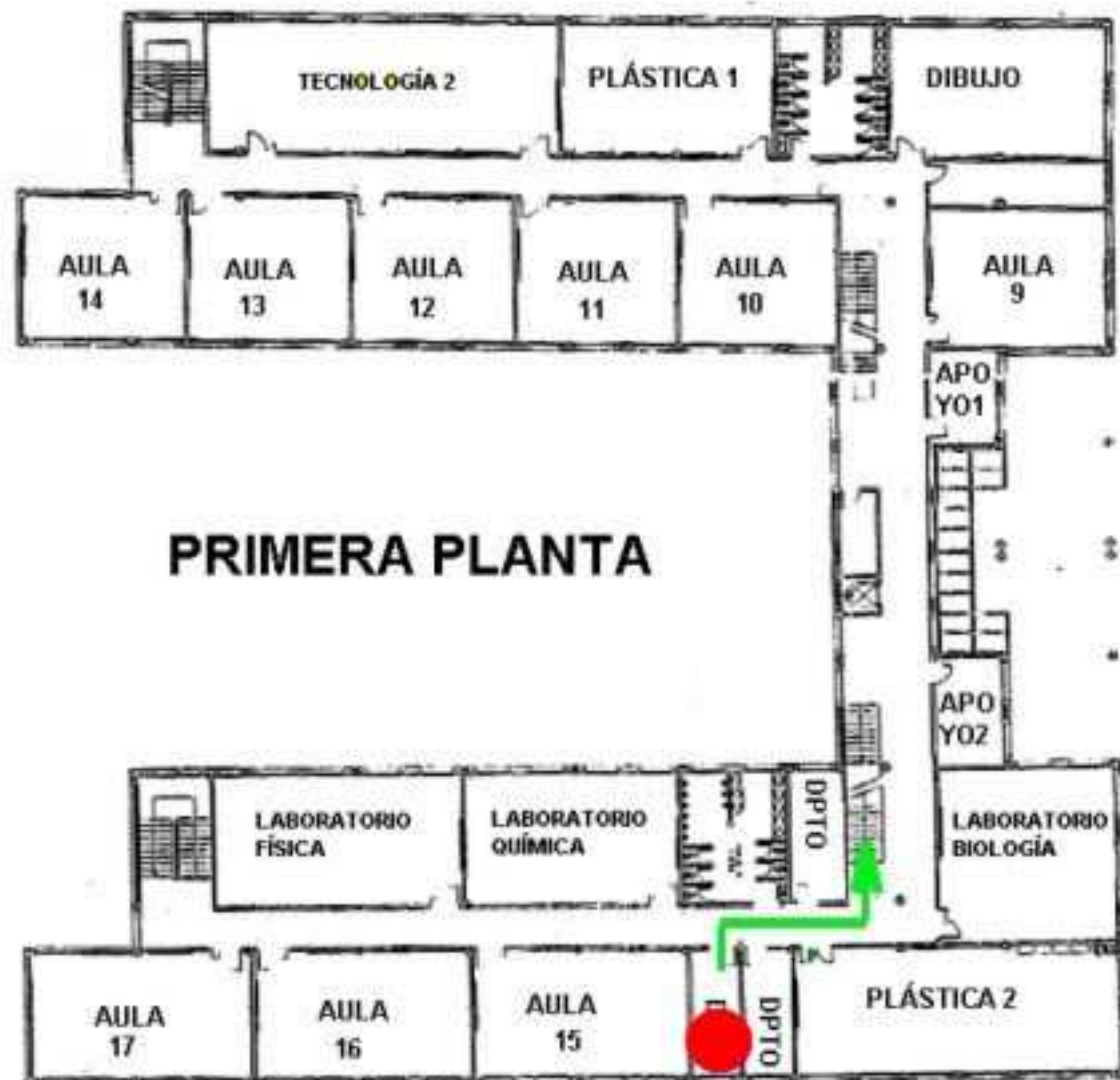 TECNOLOGÍA 2
PLÁSTICA 1
DIBUJO
AULA
14
AULA
13
AULA
12
AULA
11
AULA
10
AULA
9
APO
YO1
PRIMERA PLANTA
APO
YO2
LABORATORIO
FÍSICA
LABORATORIO
QUÍMICA
DPTO
LABORATORIO
BIOLOGÍA
AULA
17
AULA
16
AULA
15
DPTO
PLÁSTICA 2